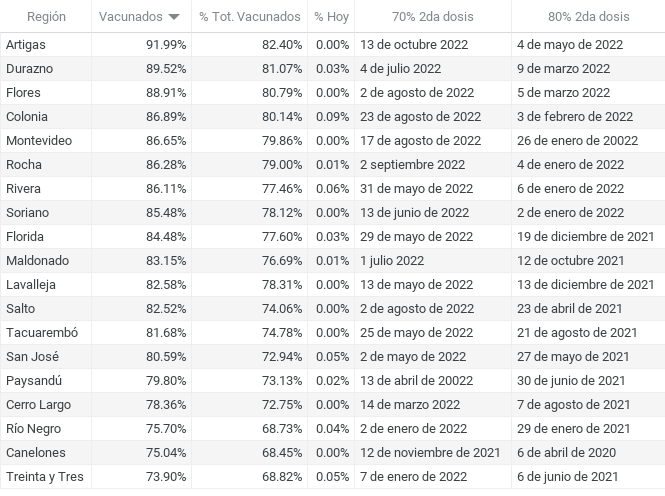 Región Vacunados % Tot. Vacunados % Hoy 70% 2da dosis 80% 2da dosis
Artigas 91.99% 82.40% 0.00% 13 de octubre 2022 4 de mayo de 2022
Durazno 89.52% 81.07% 0.03% 4 de julio 2022 9 de marzo 2022
Flores 88.91% 80.79% 0.00% 2 de agosto de 2022 5 de marzo 2022
Colonia 86.89% 80.14% 0.09% 23 de agosto de 2022 3 de febrero de 2022
Montevideo 86.65% 79.86% 0.00% 17 de agosto de 2022 26 de enero de 20022
Rocha 86.28% 79.00% 0.01% 2 septiembre 2022 4 de enero de 2022
Rivera 86.11% 77.46% 0.06% 31 de mayo de 2022 6 de enero de 2022
Soriano 85.48% 78.12% 0.00% 13 de junio de 2022 2 de enero de 2022
Florida 84.48% 77.60% 0.03% 29 de mayo de 2022 19 de diciembre de 2021
Maldonado 83.15% 76.69% 0.01% 1 julio 2022 12 de octubre 2021
Lavalleja 82.58% 78.31% 0.00% 13 de mayo de 2022 13 de diciembre de 2021
Salto 82.52% 74.06% 0.00% 2 de agosto de 2022 23 de abril de 2021
Tacuarembó 81.68% 74.78% 0.00% 25 de mayo de 2022 21 de agosto de 2021
San José 80.59% 72.94% 0.05% 2 de mayo de 2022 27 de mayo de 2021
Paysandú 79.80% 73.13% 0.02% 13 de abril de 20022 30 de junio de 2021
Cerro Largo 78.36% 72.75% 0.00% 14 de marzo 2022 7 de agosto de 2021
Río Negro 75.70% 68.73% 0.04% 2 de enero de 2022 29 de enero de 2021
Canelones 75.04% 68.45% 0.00% 12 de noviembre de 2021 6 de abril de 2020
Treinta y Tres 73.90% 68.82% 0.05% 7 de enero de 2022 6 de junio de 2021